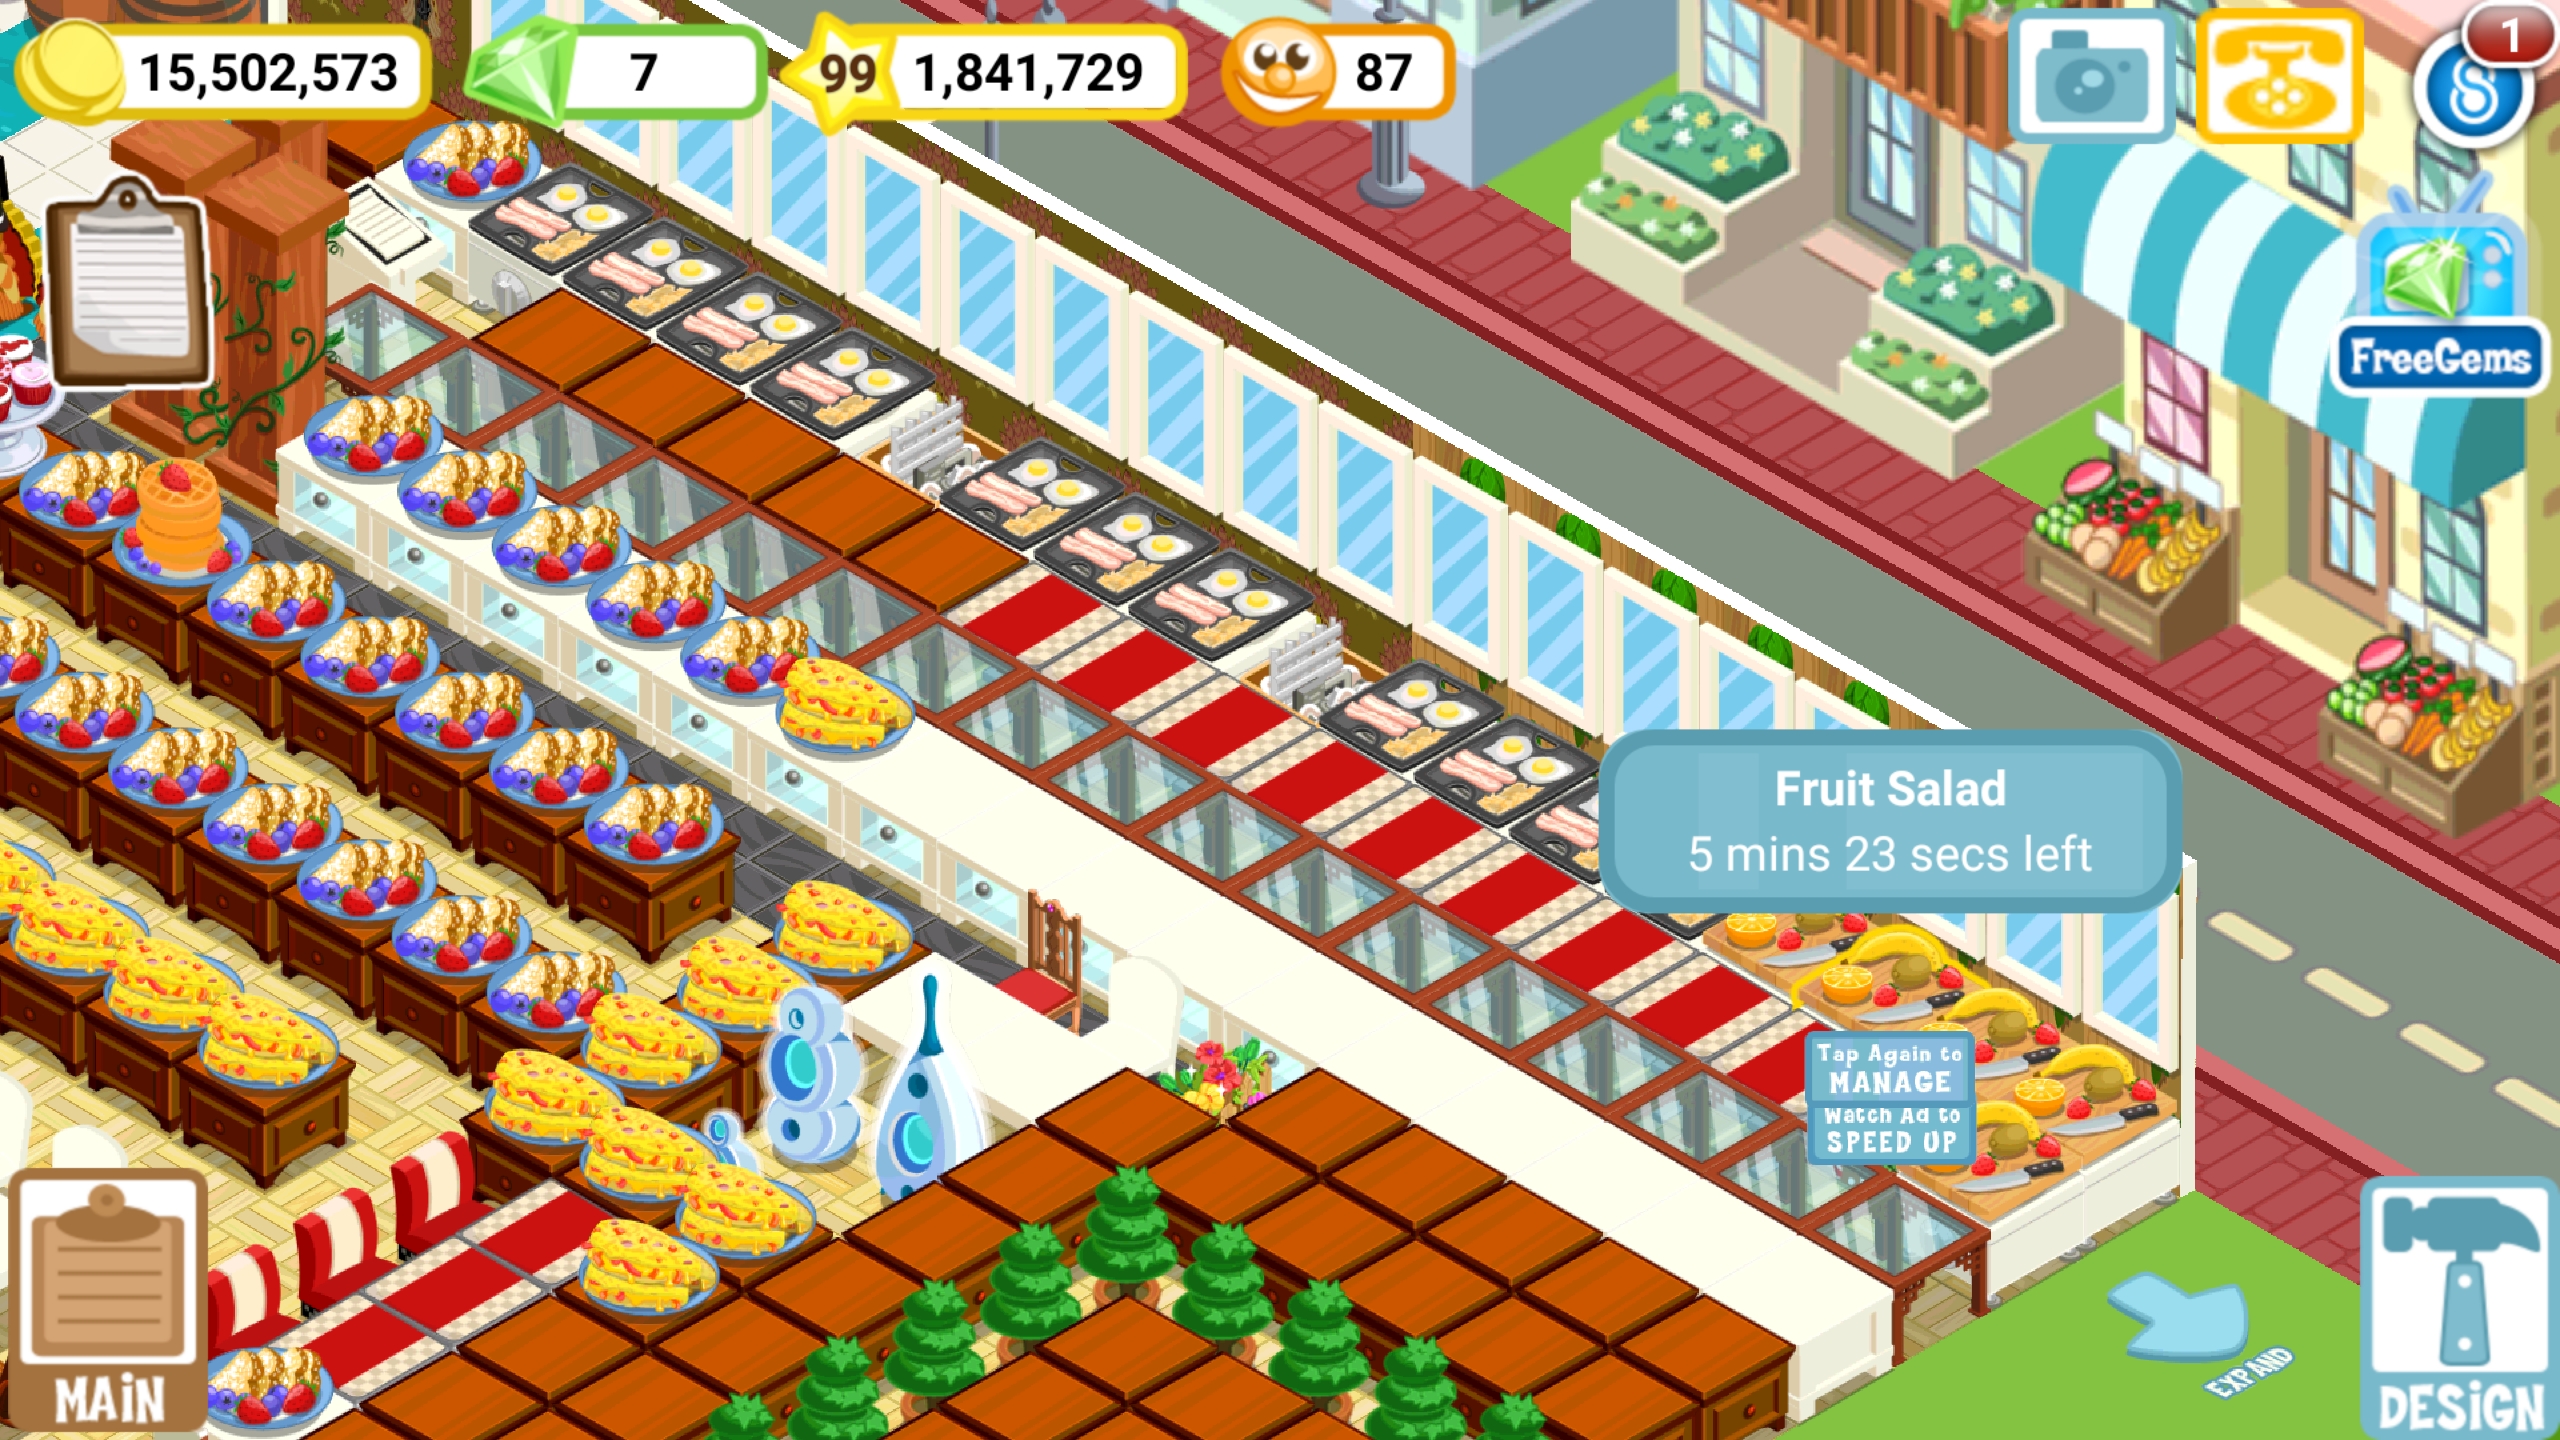 15,502,573
7
99
1,841,729
87
1
8
FreeGems
Fruit Salad
5 mins 23 secs left
Tap Again to
MANAGE
Watch Ad to
SPEED UP
EXPAND
MAiN
DESiGN